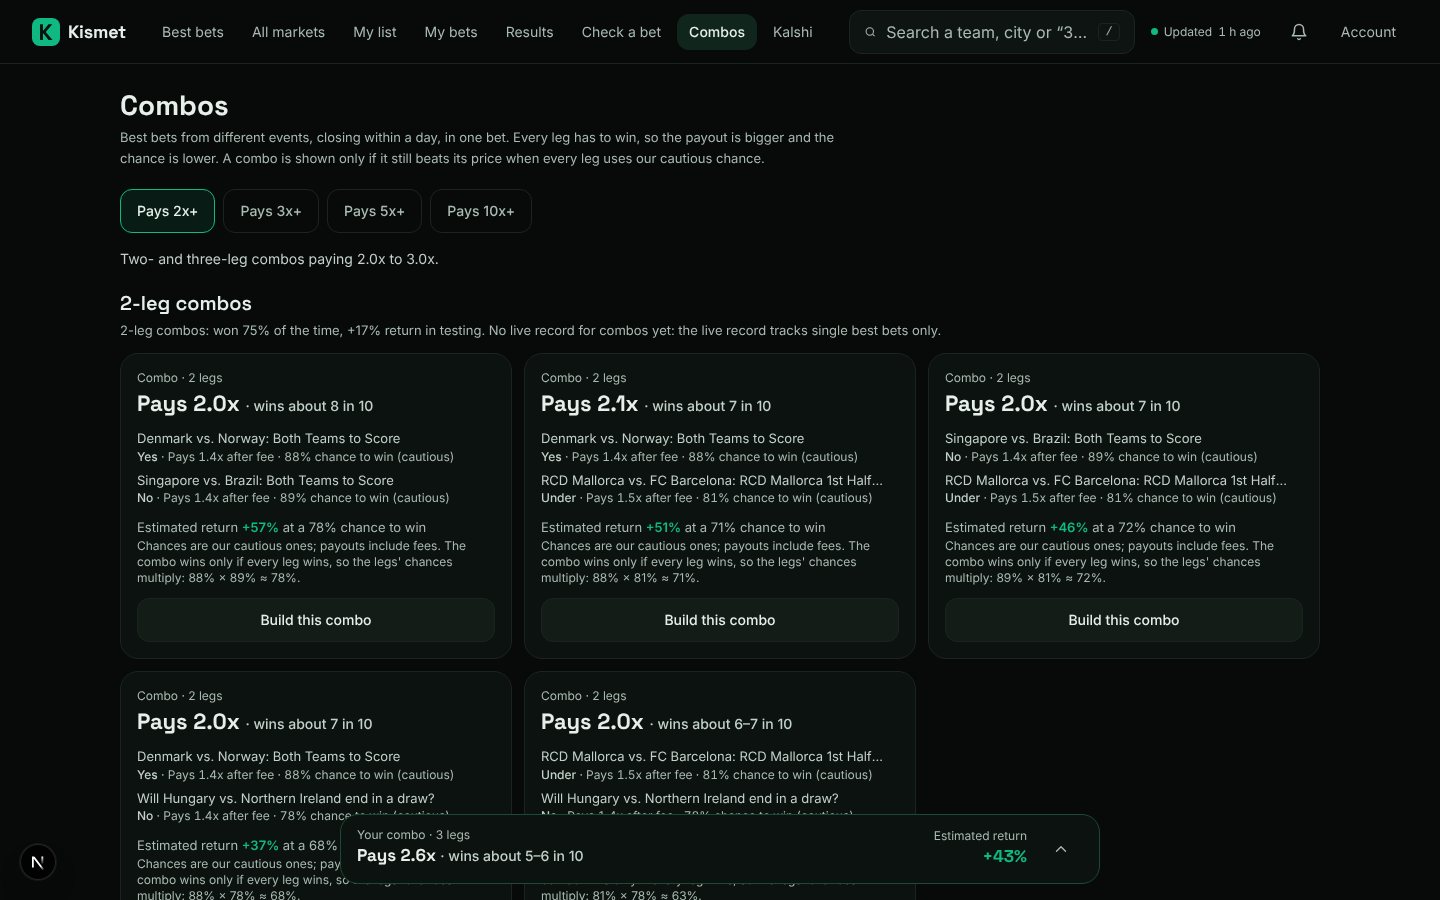 Kismet
Best bets
All markets
My list
My bets
Results
Check a bet
Combos
Kalshi
Search a team, city or “3...
/
Updated 1 h ago
Account
Combos
Best bets from different events, closing within a day, in one bet. Every leg has to win, so the payout is bigger and the
chance is lower. A combo is shown only if it still beats its price when every leg uses our cautious chance.
Pays 2x+
Pays 3x+
Pays 5x+
Pays 10x+
Two- and three-leg combos paying 2.0x to 3.0x.
2-leg combos
2-leg combos: won 75% of the time, +17% return in testing. No live record for combos yet: the live record tracks single best bets only.
Combo · 2 legs
Pays 2.0x · wins about 8 in 10
Denmark vs. Norway: Both Teams to Score
Yes · Pays 1.4x after fee · 88% chance to win (cautious)
Singapore vs. Brazil: Both Teams to Score
No · Pays 1.4x after fee · 89% chance to win (cautious)
Estimated return +57% at a 78% chance to win
Chances are our cautious ones; payouts include fees. The
combo wins only if every leg wins, so the legs' chances
multiply: 88% × 89% ≈ 78%.
Build this combo
Combo · 2 legs
Pays 2.1x · wins about 7 in 10
Denmark vs. Norway: Both Teams to Score
Yes · Pays 1.4x after fee · 88% chance to win (cautious)
RCD Mallorca vs. FC Barcelona: RCD Mallorca 1st Half...
Under · Pays 1.5x after fee · 81% chance to win (cautious)
Estimated return +51% at a 71% chance to win
Chances are our cautious ones; payouts include fees. The
combo wins only if every leg wins, so the legs' chances
multiply: 88% × 81% ≈ 71%.
Build this combo
Combo · 2 legs
Pays 2.0x · wins about 7 in 10
Singapore vs. Brazil: Both Teams to Score
No · Pays 1.4x after fee · 89% chance to win (cautious)
RCD Mallorca vs. FC Barcelona: RCD Mallorca 1st Half...
Under · Pays 1.5x after fee · 81% chance to win (cautious)
Estimated return +46% at a 72% chance to win
Chances are our cautious ones; payouts include fees. The
combo wins only if every leg wins, so the legs' chances
multiply: 89% × 81% ≈ 72%.
Build this combo
Combo · 2 legs
Pays 2.0x · wins about 7 in 10
Denmark vs. Norway: Both Teams to Score
Yes · Pays 1.4x after fee · 88% chance to win (cautious)
Will Hungary vs. Northern Ireland end in a draw?
No · Pays 1.4x after fee · 78% chance
Estimated return +37% at a 68%
Chances are our cautious ones; pay
combo wins only if every leg wins, so
multiply: 88% × 78% ≈ 68%.
Combo · 2 legs
Pays 2.0x · wins about 6–7 in 10
RCD Mallorca vs. FC Barcelona: RCD Mallorca 1st Half...
Under · Pays 1.5x after fee · 81% chance to win (cautious)
Will Hungary vs. Northern Ireland end in a draw?
multiply: 81% × 78% ≈ 63%.
Your combo · 3 legs
Pays 2.6x · wins about 5–6 in 10
Estimated return
+43%